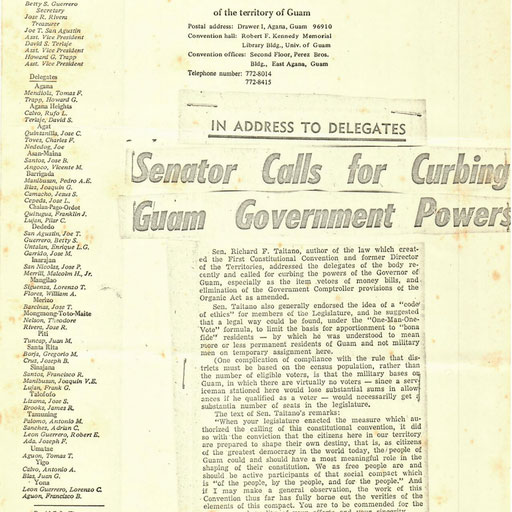 Betty S. Guerrero
Secretary
Jose R. Rivera
Treasurer
Joe T. San Agustin
Asst. Vice President
David S. Terlaje
Asst. Vice President
Howard G. Trapp
Asst. Vice President
Delegates
Agana
Mendiola, Tomas F.
Trapp, Howard G.
Agana Heights
Calvo, Rufo L.
Terlaje, David S.
Agat
Quintanilla, Jose C.
Toves, Charles F.
Nededog, Joe
Asan-Maina
Santos, Joe B.
Angoco, Vicente M.
Barrigada
Manibusan, Pedro A.E.
Blaz, Joaquin G.
Camacho, Jesus S.
Cepeda, Jose L.
Chalan-Pago-Ordot
Quitugua, Franklin J.
Lujan, Pilar C.
Dededo
San Agustin, Joe T.
Guerrero, Betty S.
Untalan, Enrique L.G.
Garrido, Jose M.
Inarajan
San Nicolas, Jose P.
Merrill, Malcolm H., Jr.
Mangilao
Siguenza, Lorenzo T.
Flores, William A.
Merizo
Barcinas, Jose T.
Mongmong-Toto-Maite
Nelson, Theodore
Rivera, Jose R.
Piti
Tuncap, Juan M.
Santa Rita
Borja, Gregorio M.
Cruz, Joseph B.
Sinajana
Santos, Francisco R.
Manibusan, Joaquin V.E.
Lujan, Frank G.
Talofofo
Lizama, Jose S.
Brooks, James R.
Tamuning
Palomo, Antonio M.
Sanchez, Adrian C.
Leon Guerrero, Robert E.
Ada, Joseph F.
Umatac
Aguon, Tomas T.
Yigo
Calvo, Antonio A.
Blaz, Juan G.
Yona
Leon Guerrero, Lorenzo C.
Aguon, Francisco B.
of the territory of Guam
Postal address: Drawer I, Agana, Guam 96910
Convention hall: Robert F. Kennedy Memorial
Library Bldg., Univ. of Guam
Convention offices: Second Floor, Perez Bros.
Bldg., East Agana, Guam
Telephone number: 772-8014
772-8415
IN ADDRESS TO DELEGATES
Senator Calls for Curbing
Guam Government Powers
Sen. Richard F. Taitano, author of the law which creat-
ed the First Constitutional Convention and former Director
of the Territories, addressed the delegates of the body re-
cently and called for curbing the powers of the Governor of
Guam, especially as the item vetoes of money bills, and
elimination of the Government Comptroller provisions of the
Organic Act as amended.
Sen. Taitano also generally endorsed the idea of a "code
of ethics" for members of the Legislature, and he suggested
that a legal way could be found, under the "One-Man-One-
Vote" formula, to limit the basis for apportionment to "bona
fide" residents — by which he was understood to mean
more or less permanent residents of Guam and not military
men on temporary assignment here.
(One complication of compliance with the rule that dis-
tricts must be based on the census population, rather than
the number of eligible voters, is that the military bases on
Guam, in which there are virtually no voters — since a serv-
iceman stationed here would lose substantial sums in allow-
ances if he qualified as a voter — would necessarily get a
substantial number of seats in the legislature.
The text of Sen. Taitano's remarks:
"When your legislature enacted the measure which au-
thorized the calling of this constitutional convention, it did
so with the conviction that the citizens here in our territory
are prepared to shape their own destiny, that is, as citizens
of the greatest democracy in the world today, the people of
Guam could and should have a most meaningful role in the
shaping of their constitution. We as free people are and
should be active participants of that social compact which
is "of the people, by the people, and for the people." And
if I may make a general observation, the work of this
Convention thus far has fully borne out the verities of the
elements of this compact. You are to be commended for the